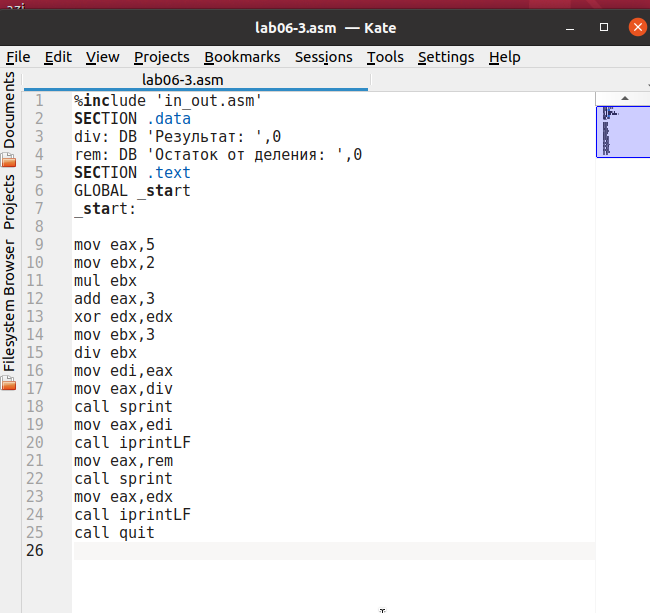 lab06-3.asm — Kate
File Edit View Projects Bookmarks Sessions Tools Settings Help
lab06-3.asm
Documents
Projects
Filesystem Browser
1 %include 'in_out.asm'
2 SECTION .data
3 div: DB 'Результат: ',0
4 rem: DB 'Остаток от деления: ',0
5 SECTION .text
6 GLOBAL _start
7 _start:
8
9 mov eax,5
10 mov ebx,2
11 mul ebx
12 add eax,3
13 xor edx,edx
14 mov ebx,3
15 div ebx
16 mov edi,eax
17 mov eax,div
18 call sprint
19 mov eax,edi
20 call iprintLF
21 mov eax,rem
22 call sprint
23 mov eax,edx
24 call iprintLF
25 call quit
26